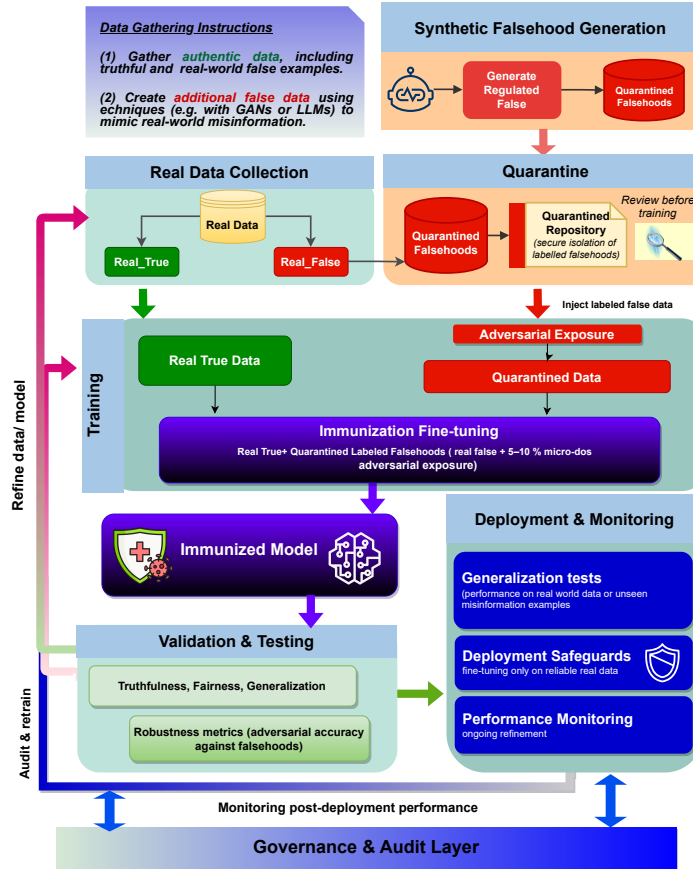 Data Gathering Instructions
(1) Gather authentic data, including
truthful and real-world false examples.
(2) Create additional false data using
echniques (e.g. with GANs or LLMs) to
mimic real-world misinformation.
Synthetic Falsehood Generation
Generate
Regulated
False
Quarantined
Falsehoods
Real Data Collection
Real Data
Real_True
Real_False
Quarantine
Quarantined
Falsehoods
Quarantined
Repository
(secure isolation of
labelled falsehoods)
Review before
training
Inject labeled false data
Training
Real True Data
Adversarial Exposure
Quarantined Data
Immunization Fine-tuning
Real True+ Quarantined Labeled Falsehoods ( real false + 5–10 % micro-dos
adversarial exposure)
Refine data/ model
Immunized Model
Validation & Testing
Truthfulness, Fairness, Generalization
Robustness metrics (adversarial accuracy
against falsehoods)
Deployment & Monitoring
Generalization tests
(performance on real world data or unseen
misinformation examples
Deployment Safeguards
fine-tuning only on reliable real data
Performance Monitoring
ongoing refinement
Audit & retrain
Monitoring post-deployment performance
Governance & Audit Layer